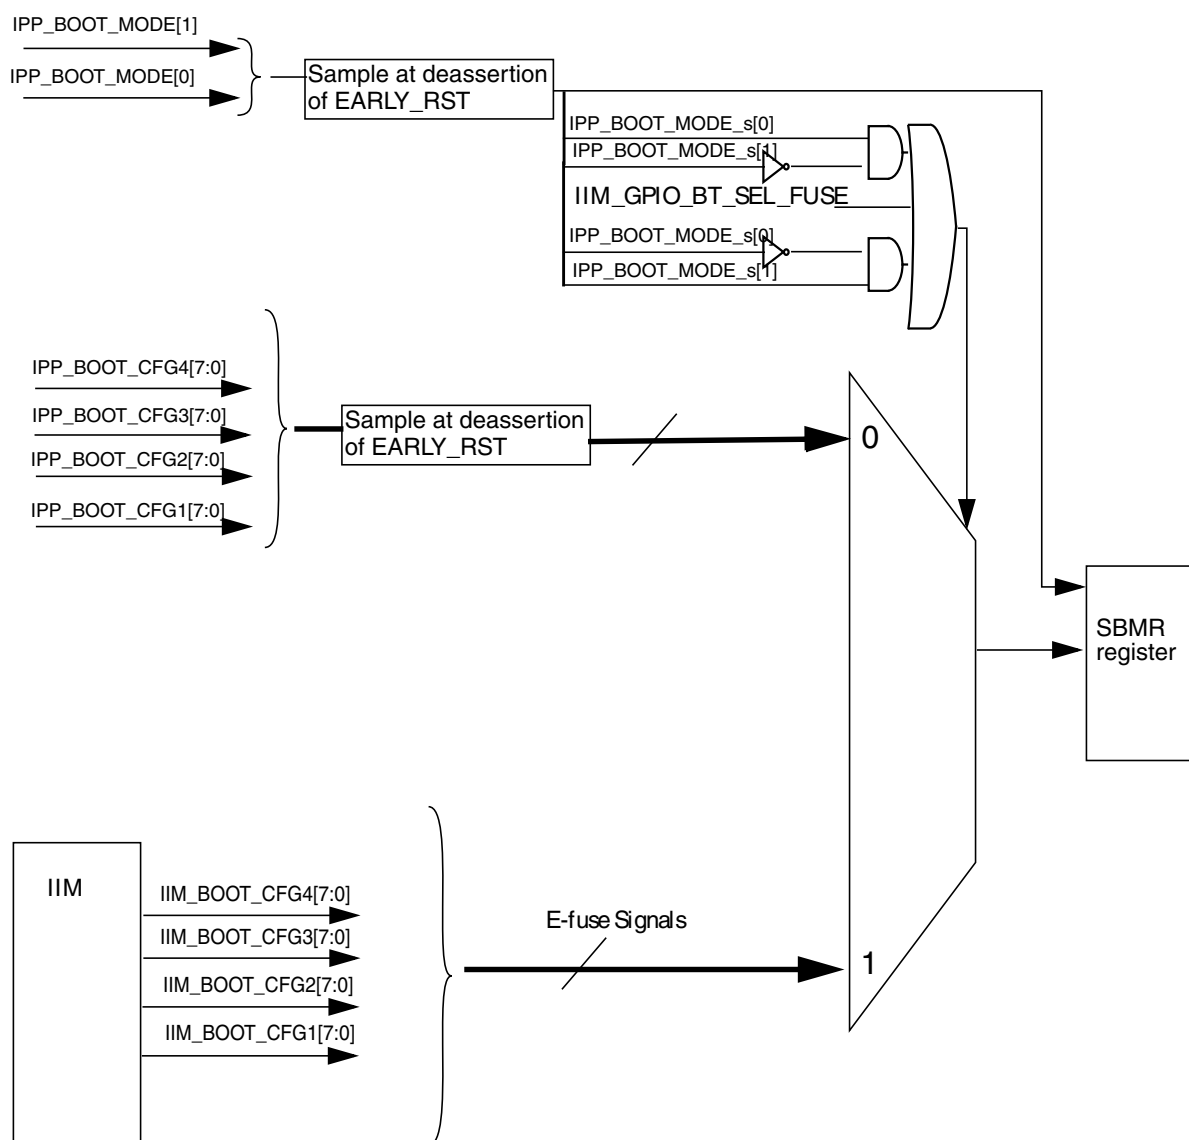 IPP_BOOT_MODE[1]
IPP_BOOT_MODE[0]
Sample at deassertion
of EARLY_RST
IPP_BOOT_MODE_s[0]
IPP_BOOT_MODE_s[1]
IIM_GPIO_BT_SEL_FUSE
IPP_BOOT_MODE_s[0]
IPP_BOOT_MODE_s[1]
IPP_BOOT_CFG4[7:0]
IPP_BOOT_CFG3[7:0]
IPP_BOOT_CFG2[7:0]
IPP_BOOT_CFG1[7:0]
Sample at deassertion
of EARLY_RST
0
SBMR
register
IIM
IIM_BOOT_CFG4[7:0]
IIM_BOOT_CFG3[7:0]
IIM_BOOT_CFG2[7:0]
IIM_BOOT_CFG1[7:0]
E-fuse Signals
1